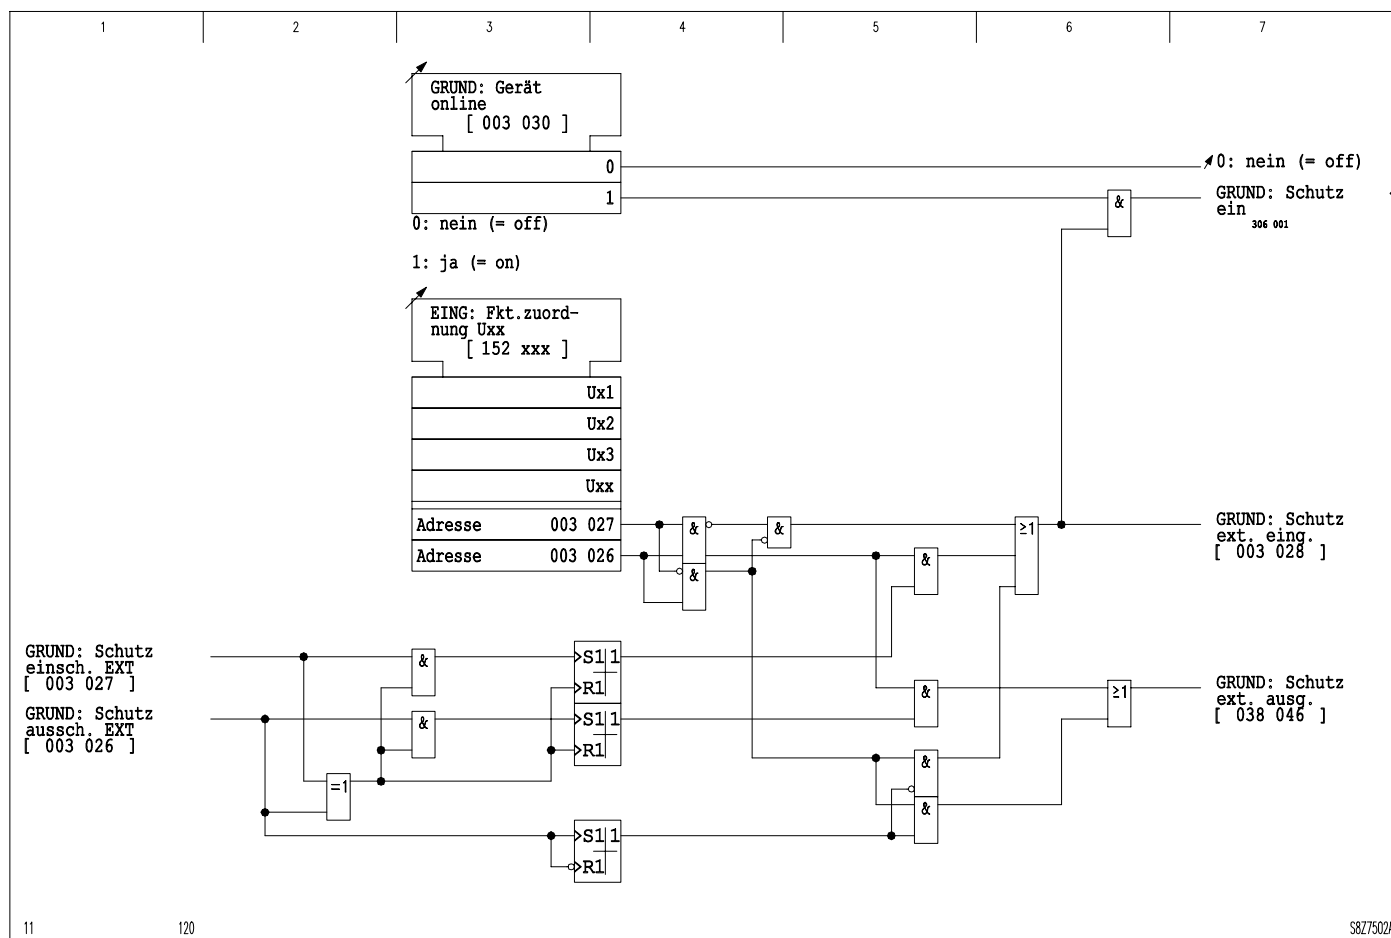 1 2 3 4 5 6 7
GRUND: Gerät
online
[ 003 030 ]
0
1
0: nein (= off)
1: ja (= on)
0: nein (= off)
GRUND: Schutz
ein
306 001
&
EING: Fkt.zuord-
nung Uxx
[ 152 xxx ]
Ux1
Ux2
Ux3
Uxx
Adresse 003 027
Adresse 003 026
& & ≥1
&
&
GRUND: Schutz
ext. eing.
[ 003 028 ]
GRUND: Schutz
einsch. EXT
[ 003 027 ]
& S1 1
R1
GRUND: Schutz
aussch. EXT
[ 003 026 ]
& S1 1
R1
=1
S1 1
R1
& ≥1
&
&
GRUND: Schutz
ext. ausg.
[ 038 046 ]
11 120 S8Z7502